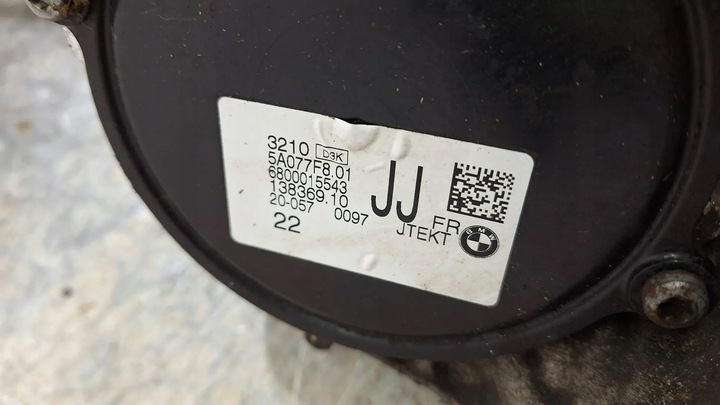 3210 D3K
5A077F8.01
6800015543
138369.10
20-057 0097
22
JJ
FR
JTEKT
BMW